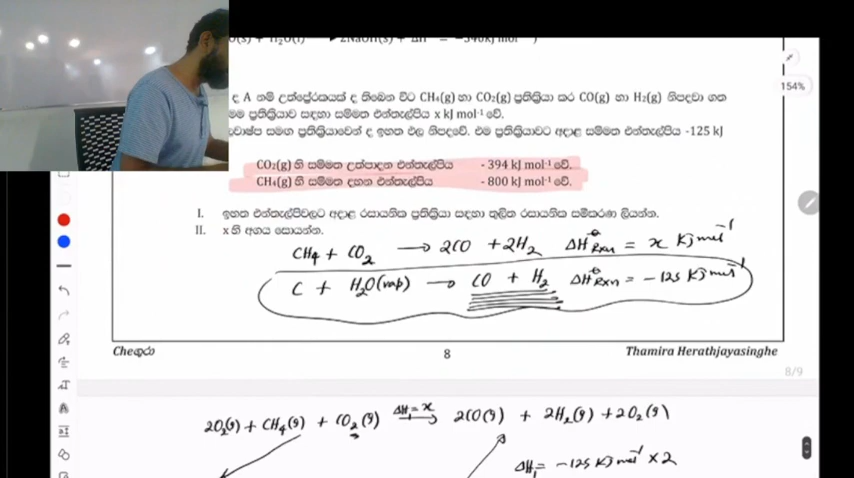 2NaOH(s) + ΔH = -340kJ mol
ද A නම් උත්ප්‍රේරකයක් ද තිබෙන විට CH₄(g) හා CO₂(g) ප්‍රතික්‍රියා කර CO(g) හා H₂(g) නිපදවා ගත
මෙම ප්‍රතික්‍රියාව සඳහා සම්මත එන්තැල්පිය x kJ mol⁻¹ වේ.
සමඟ ප්‍රතික්‍රියාවෙන් ද ඉහත ඵල නිපදවේ. එම ප්‍රතික්‍රියාවට අදාළ සම්මත එන්තැල්පිය -125 kJ
CO₂(g) හි සම්මත උත්පාදන එන්තැල්පිය - 394 kJ mol⁻¹ වේ.
CH₄(g) හි සම්මත දහන එන්තැල්පිය - 800 kJ mol⁻¹ වේ.
154%
I. ඉහත එන්තැල්පිවලට අදාළ රසායනික ප්‍රතික්‍රියා සඳහා තුලිත රසායනික සමීකරණ ලියන්න.
II. x හි අගය සොයන්න.
CH₄ + CO₂ ⟶ 2CO + 2H₂ ΔH°Rxn = x kJ mol⁻¹
C + H₂O(vap) ⟶ CO + H₂ ΔH°Rxn = -125 kJ mol⁻¹
Cheතුරා 8 Thamira Herathjayasinghe
8/9
2O₂(g) + CH₄(g) + CO₂(g) ΔH=x ⟶ 2CO(g) + 2H₂(g) + 2O₂(g)
ΔH₁= -125 kJ mol⁻¹ × 2